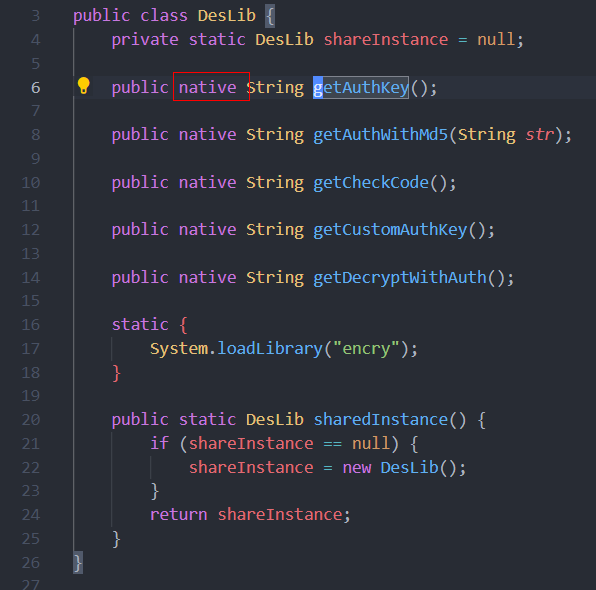 3 public class DesLib {
4 private static DesLib shareInstance = null;
5
6 public native String getAuthKey();
7
8 public native String getAuthWithMd5(String str);
9
10 public native String getCheckCode();
11
12 public native String getCustomAuthKey();
13
14 public native String getDecryptWithAuth();
15
16 static {
17 System.loadLibrary("encry");
18 }
19
20 public static DesLib sharedInstance() {
21 if (shareInstance == null) {
22 shareInstance = new DesLib();
23 }
24 return shareInstance;
25 }
26 }
27